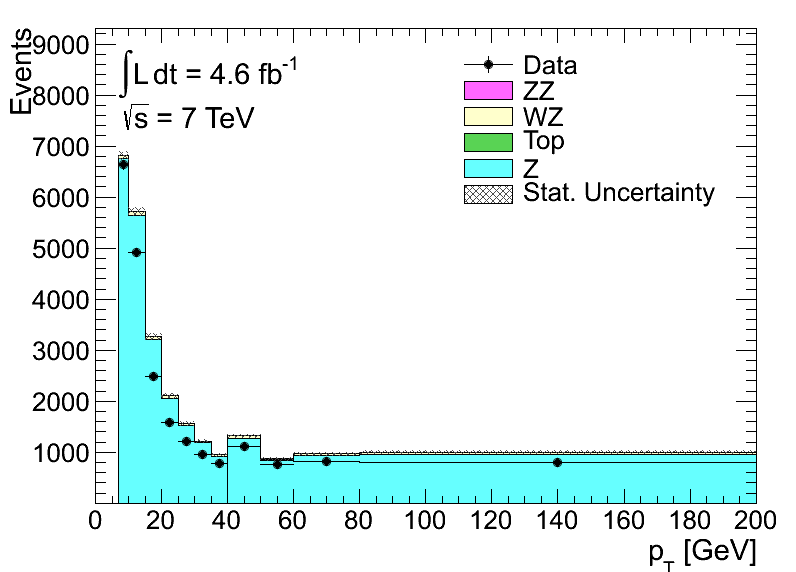 Events
9000
8000
7000
6000
5000
4000
3000
2000
1000
∫L dt = 4.6 fb⁻¹
√s = 7 TeV
Data
ZZ
WZ
Top
Z
Stat. Uncertainty
0 20 40 60 80 100 120 140 160 180 200
p_T [GeV]